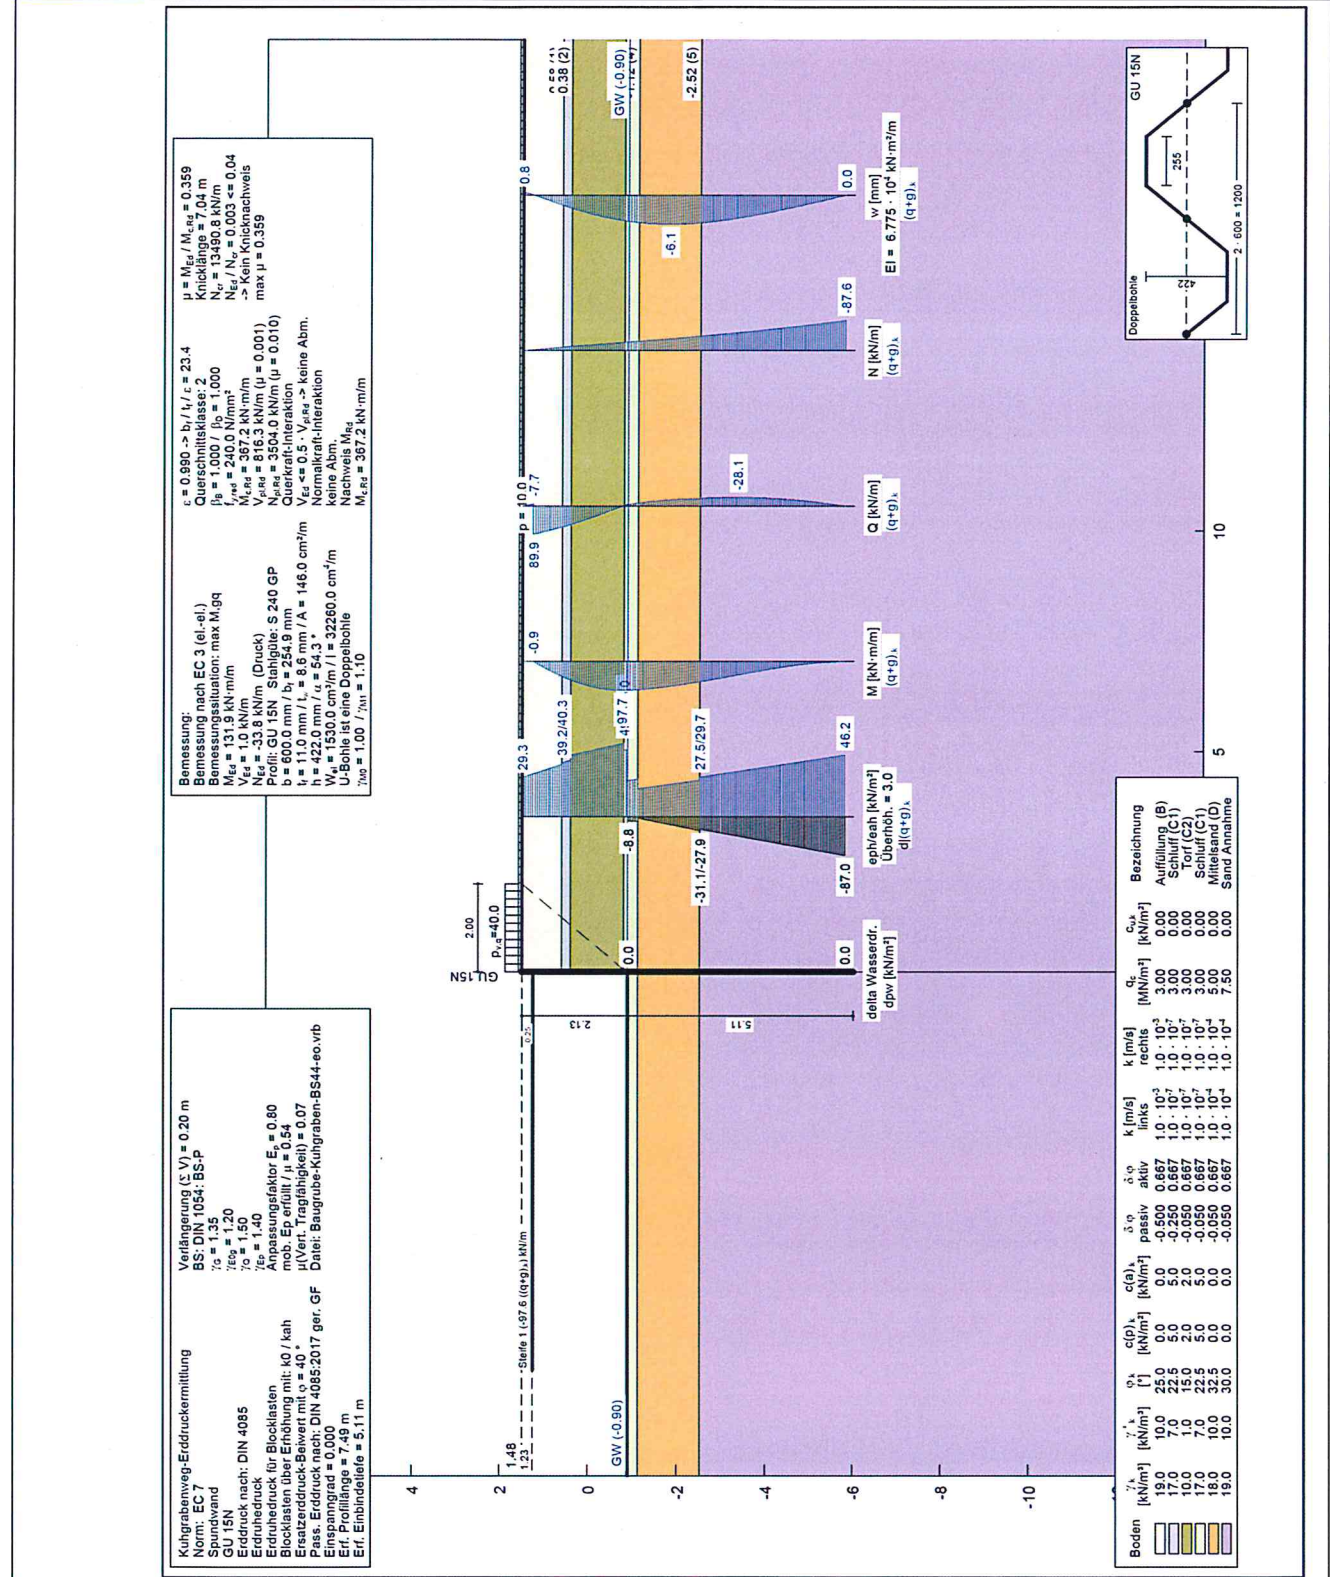 Kuhgrabenweg-Erddruckermittlung
Norm: EC 7
Spundwand
GU 15N
Erddruck nach: DIN 4085
Erdruhedruck
Erdruhedruck für Blocklasten
Blocklasten über Erhöhung mit: k0 / kah
Ersatzerddruck-Beiwert mit φ = 40 °
Pass. Erddruck nach: DIN 4085:2017 ger. GF
Einspanngrad = 0.000
Erf. Profillänge = 7.49 m
Erf. Einbindetiefe = 5.11 m
Verlängerung (Σ V) = 0.20 m
BS: DIN 1054: BS-P
γG = 1.35
γE0g = 1.20
γQ = 1.50
γEp = 1.40
Anpassungsfaktor Ep = 0.80
mob. Ep erfüllt / μ = 0.54
μ(Vert. Tragfähigkeit) = 0.07
Datei: Baugrube-Kuhgraben-BS44-eo.vrb
Bemessung:
Bemessung nach EC 3 (el.-el.)
Bemessungssituation: max M,gq
MEd = 131.9 kN·m/m
VEd = 1.0 kN/m
NEd = -33.8 kN/m (Druck)
Profil: GU 15N Stahlgüte: S 240 GP
b = 600.0 mm / bf = 254.9 mm
tf = 11.0 mm / tw = 8.6 mm / A = 146.0 cm²/m
h = 422.0 mm / α = 54.3 °
Wel = 1530.0 cm³/m / I = 32260.0 cm⁴/m
U-Bohle ist eine Doppelbohle
γM0 = 1.00 / γM1 = 1.10
ε = 0.990 -> bf / tf / ε = 23.4
Querschnittsklasse: 2
βB = 1.000 / βD = 1.000
fy,red = 240.0 N/mm²
Mc,Rd = 367.2 kN·m/m
Vpl,Rd = 816.3 kN/m (μ = 0.001)
Npl,Rd = 3504.0 kN/m (μ = 0.010)
Querkraft-Interaktion
VEd <= 0.5 · Vpl,Rd -> keine Abm.
Normalkraft-Interaktion
keine Abm.
Nachweis MRd
Mc,Rd = 367.2 kN·m/m
μ = MEd / Mc,Rd = 0.359
Knicklänge = 7.04 m
Ncr = 13490.8 kN/m
NEd / Ncr = 0.003 <= 0.04
-> Kein Knicknachweis
max μ = 0.359
2.00
pv,q=40.0
GU 15N
p = 10.0
1.48
1.23
Steife 1 (-97.6 ((q+g)k) kN/m
0.25
2.13
5.11
GW (-0.90)
GW (-0.90)
0.38 (2)
-2.52 (5)
0.0
0.0
delta Wasserdr.
dpw [kN/m²]
29.3
39.2/40.3
97.7
-8.8
27.5/29.7
-31.1/-27.9
46.2
-87.0
eph/eah [kN/m²]
Überhöh. = 3.0
d|(q+g)k
-0.9
M [kN·m/m]
(q+g)k
89.9
-7.7
-28.1
Q [kN/m]
(q+g)k
-87.6
N [kN/m]
(q+g)k
0.8
-6.1
0.0
w [mm]
EI = 6.775 · 10⁴ kN·m²/m
(q+g)k
2
0
-2
-4
-6
-8
-10
5
10
Boden γk [kN/m³] γ'k [kN/m³] φk [°] c(p)k [kN/m²] c(a)k [kN/m²] δ/φ passiv δ/φ aktiv k [m/s] links k [m/s] rechts qc [MN/m²] cu,k [kN/m²] Bezeichnung
19.0 10.0 25.0 0.0 0.0 -0.500 0.667 1.0 · 10⁻³ 1.0 · 10⁻³ 3.00 0.00 Auffüllung (B)
17.0 7.0 22.5 5.0 5.0 -0.250 0.667 1.0 · 10⁻⁷ 1.0 · 10⁻⁷ 3.00 0.00 Schluff (C1)
10.0 1.0 15.0 2.0 2.0 -0.050 0.667 1.0 · 10⁻⁷ 1.0 · 10⁻⁷ 3.00 0.00 Torf (C2)
17.0 7.0 22.5 5.0 5.0 -0.050 0.667 1.0 · 10⁻⁷ 1.0 · 10⁻⁷ 3.00 0.00 Schluff (C1)
18.0 10.0 32.5 0.0 0.0 -0.050 0.667 1.0 · 10⁻⁴ 1.0 · 10⁻⁴ 5.00 0.00 Mittelsand (D)
19.0 10.0 30.0 0.0 0.0 -0.050 0.667 1.0 · 10⁻⁴ 1.0 · 10⁻⁴ 7.50 0.00 Sand Annahme
Doppelbohle
GU 15N
422
255
2 · 600 = 1200